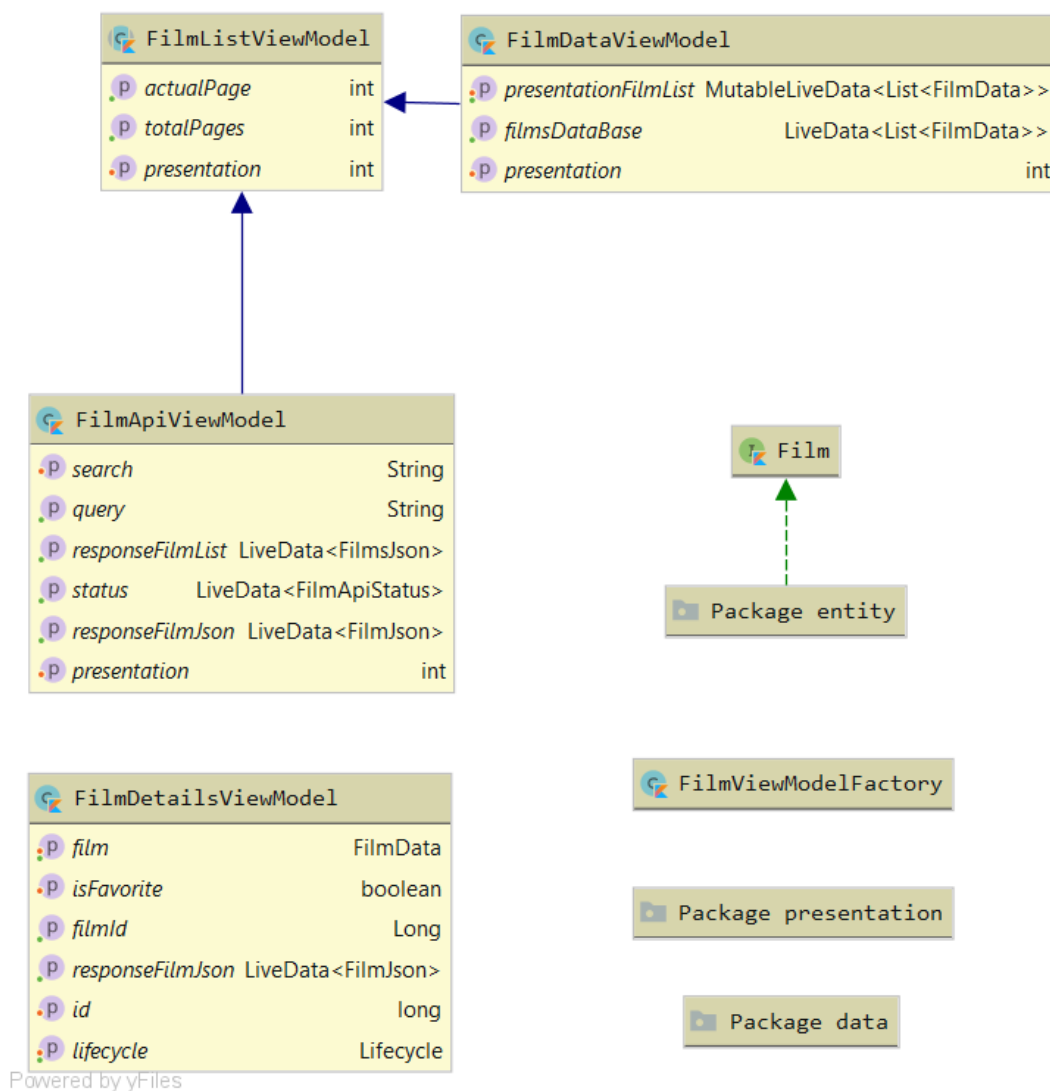 FilmListViewModel
actualPage int
totalPages int
presentation int
FilmDataViewModel
presentationFilmList MutableLiveData<List<FilmData>>
filmsDataBase LiveData<List<FilmData>>
presentation int
FilmApiViewModel
search String
query String
responseFilmList LiveData<FilmsJson>
status LiveData<FilmApiStatus>
responseFilmJson LiveData<FilmJson>
presentation int
Film
Package entity
FilmDetailsViewModel
film FilmData
isFavorite boolean
filmId Long
responseFilmJson LiveData<FilmJson>
id long
lifecycle Lifecycle
FilmViewModelFactory
Package presentation
Package data
Powered by yFiles